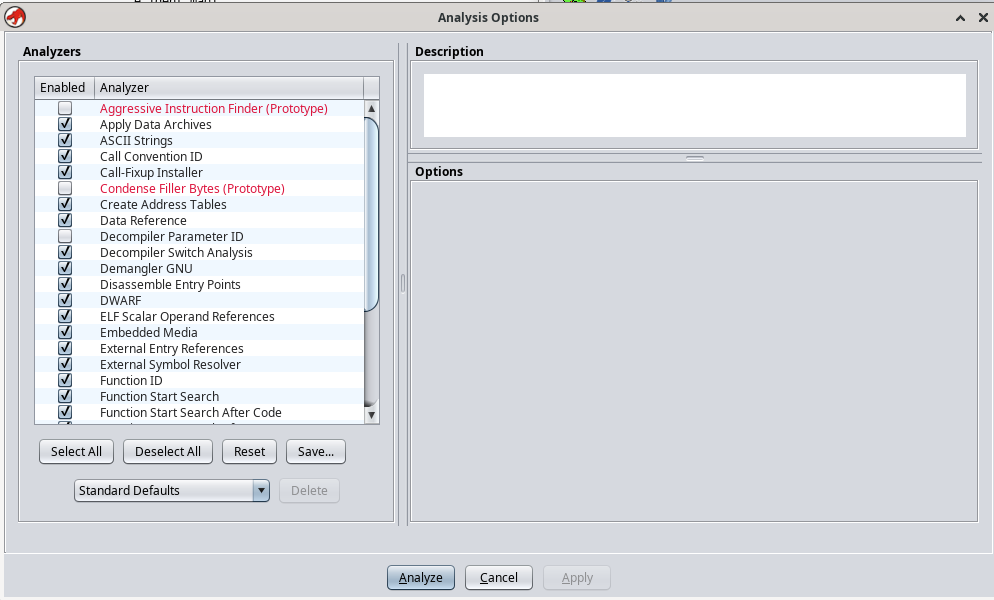 Analysis Options
Analyzers
Enabled Analyzer
Aggressive Instruction Finder (Prototype)
Apply Data Archives
ASCII Strings
Call Convention ID
Call-Fixup Installer
Condense Filler Bytes (Prototype)
Create Address Tables
Data Reference
Decompiler Parameter ID
Decompiler Switch Analysis
Demangler GNU
Disassemble Entry Points
DWARF
ELF Scalar Operand References
Embedded Media
External Entry References
External Symbol Resolver
Function ID
Function Start Search
Function Start Search After Code
Select All Deselect All Reset Save...
Standard Defaults Delete
Description
Options
Analyze Cancel Apply